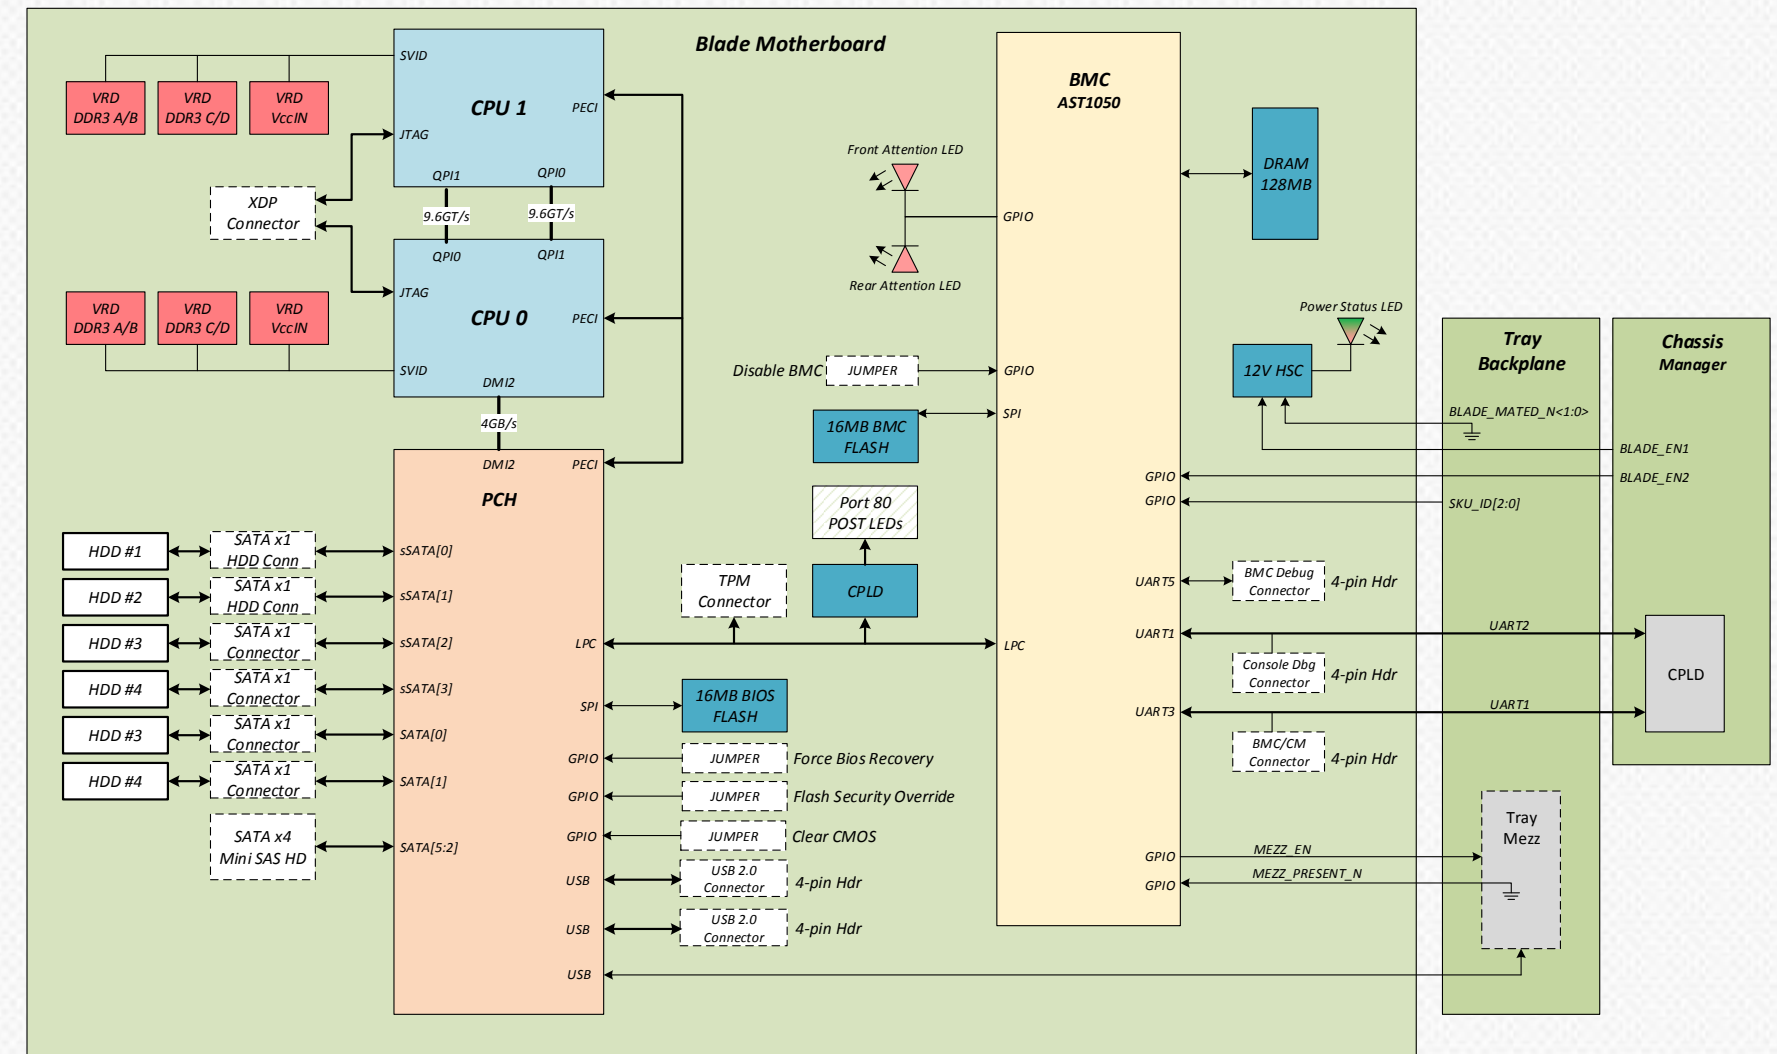 Blade Motherboard
SVID
VRD
DDR3 A/B
VRD
DDR3 C/D
VRD
VccIN
CPU 1
PECI
JTAG
QPI1
QPI0
XDP
Connector
9.6GT/s
9.6GT/s
QPI0
QPI1
JTAG
CPU 0
PECI
VRD
DDR3 A/B
VRD
DDR3 C/D
VRD
VccIN
SVID
DMI2
4GB/s
DMI2
PECI
PCH
HDD #1
SATA x1
HDD Conn
sSATA[0]
HDD #2
SATA x1
HDD Conn
sSATA[1]
HDD #3
SATA x1
Connector
sSATA[2]
HDD #4
SATA x1
Connector
sSATA[3]
HDD #3
SATA x1
Connector
SATA[0]
HDD #4
SATA x1
Connector
SATA[1]
SATA x4
Mini SAS HD
SATA[5:2]
LPC
SPI
16MB BIOS
FLASH
GPIO
JUMPER
Force Bios Recovery
GPIO
JUMPER
Flash Security Override
GPIO
JUMPER
Clear CMOS
USB
USB 2.0
Connector
4-pin Hdr
USB
USB 2.0
Connector
4-pin Hdr
USB
TPM
Connector
Port 80
POST LEDs
CPLD
BMC
AST1050
Front Attention LED
GPIO
Rear Attention LED
Disable BMC
JUMPER
GPIO
16MB BMC
FLASH
SPI
LPC
DRAM
128MB
Power Status LED
12V HSC
GPIO
GPIO
UART5
BMC Debug
Connector
4-pin Hdr
UART1
Console Dbg
Connector
4-pin Hdr
UART3
BMC/CM
Connector
4-pin Hdr
GPIO
MEZZ_EN
GPIO
MEZZ_PRESENT_N
Tray
Backplane
BLADE_MATED_N<1:0>
SKU_ID[2:0]
UART2
UART1
Tray
Mezz
Chassis
Manager
BLADE_EN1
BLADE_EN2
CPLD